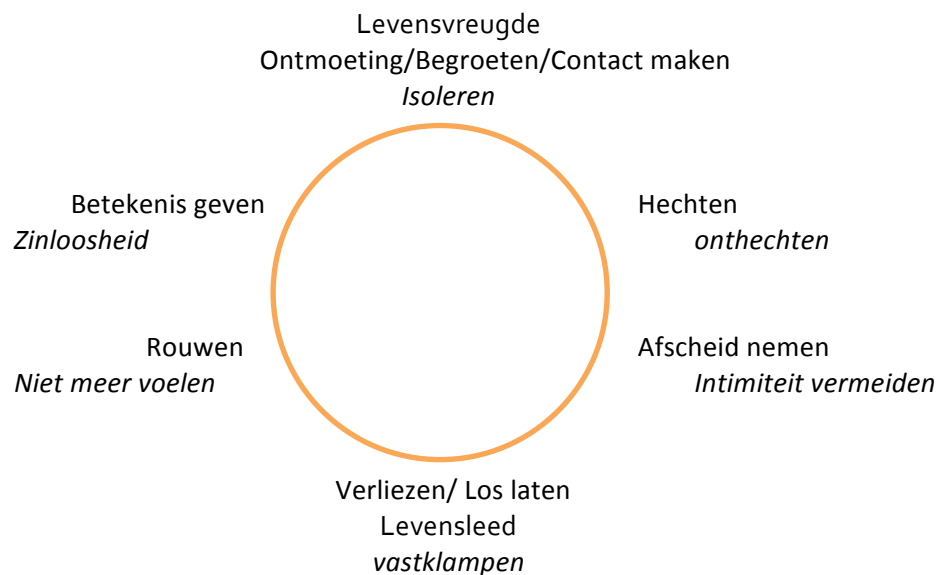 Levensvreugde
Ontmoeting/Begroeten/Contact maken
Isoleren
Betekenis geven
Zinloosheid
Hechten
onthechten
Rouwen
Niet meer voelen
Afscheid nemen
Intimiteit vermeiden
Verliezen/ Los laten
Levensleed
vastklampen